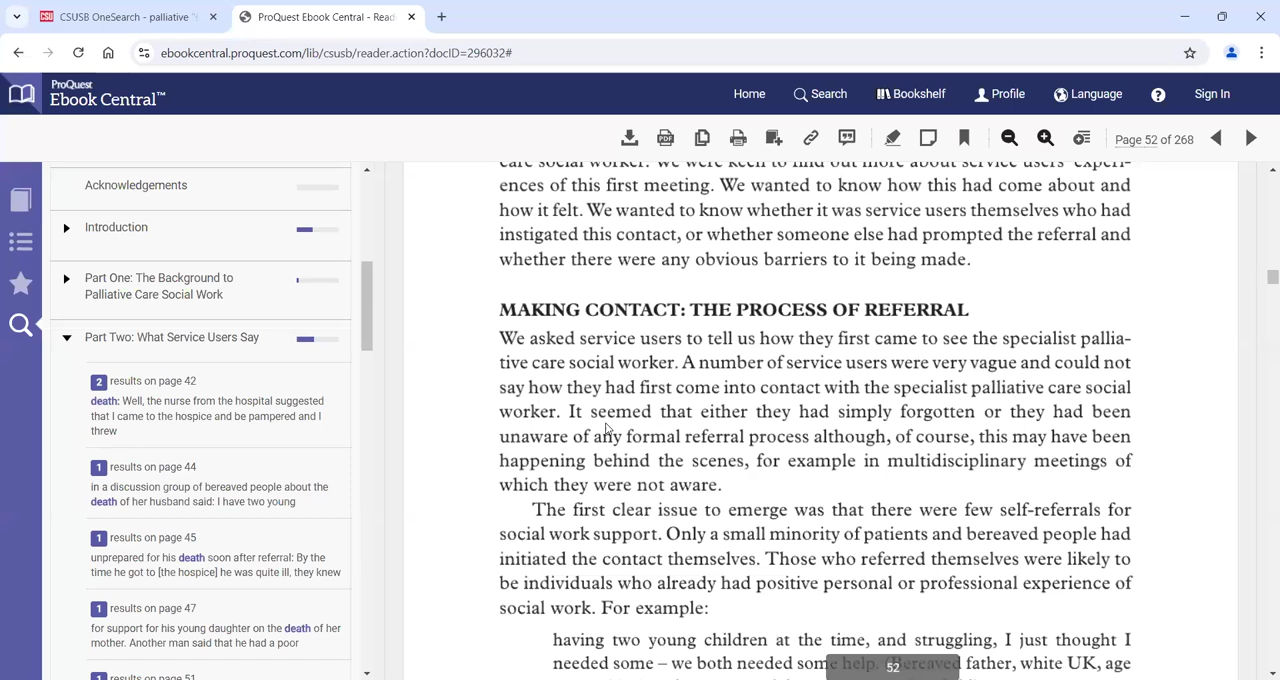 CSUSB OneSearch - palliative "
ProQuest Ebook Central - Read
ebookcentral.proquest.com/lib/csusb/reader.action?docID=296032#
ProQuest
Ebook Central™
Home
Search
Bookshelf
Profile
Language
Sign In
Page 52 of 268
Acknowledgements
Introduction
Part One: The Background to
Palliative Care Social Work
Part Two: What Service Users Say
2 results on page 42
death: Well, the nurse from the hospital suggested
that I came to the hospice and be pampered and I
threw
1 results on page 44
in a discussion group of bereaved people about the
death of her husband said: I have two young
1 results on page 45
unprepared for his death soon after referral: By the
time he got to [the hospice] he was quite ill, they knew
1 results on page 47
for support for his young daughter on the death of her
mother. Another man said that he had a poor
care social worker. We were keen to find out more about service users' experi-
ences of this first meeting. We wanted to know how this had come about and
how it felt. We wanted to know whether it was service users themselves who had
instigated this contact, or whether someone else had prompted the referral and
whether there were any obvious barriers to it being made.
MAKING CONTACT: THE PROCESS OF REFERRAL
We asked service users to tell us how they first came to see the specialist pallia-
tive care social worker. A number of service users were very vague and could not
say how they had first come into contact with the specialist palliative care social
worker. It seemed that either they had simply forgotten or they had been
unaware of any formal referral process although, of course, this may have been
happening behind the scenes, for example in multidisciplinary meetings of
which they were not aware.
The first clear issue to emerge was that there were few self-referrals for
social work support. Only a small minority of patients and bereaved people had
initiated the contact themselves. Those who referred themselves were likely to
be individuals who already had positive personal or professional experience of
social work. For example:
having two young children at the time, and struggling, I just thought I
needed some – we both needed some help. (Bereaved father, white UK, age
52